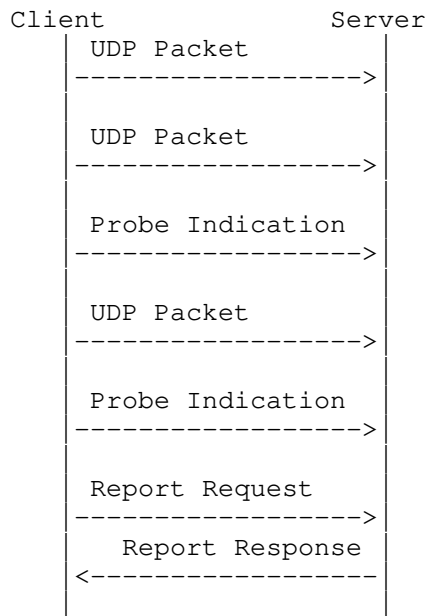 Client Server
UDP Packet
UDP Packet
Probe Indication
UDP Packet
Probe Indication
Report Request
Report Response